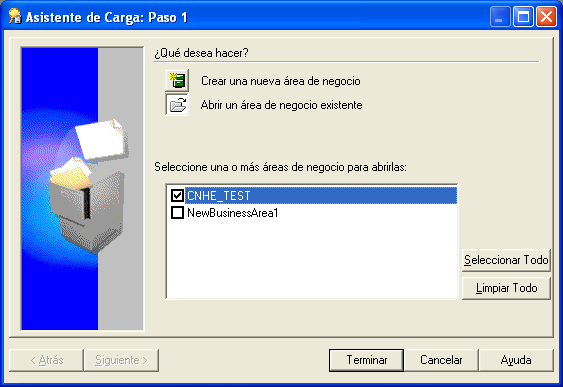 Asistente de Carga: Paso 1
¿Qué desea hacer?
Crear una nueva área de negocio
Abrir un área de negocio existente
Seleccione una o más áreas de negocio para abrirlas:
CNHE_TEST
NewBusinessArea1
Seleccionar Todo
Limpiar Todo
< Atrás
Siguiente >
Terminar
Cancelar
Ayuda